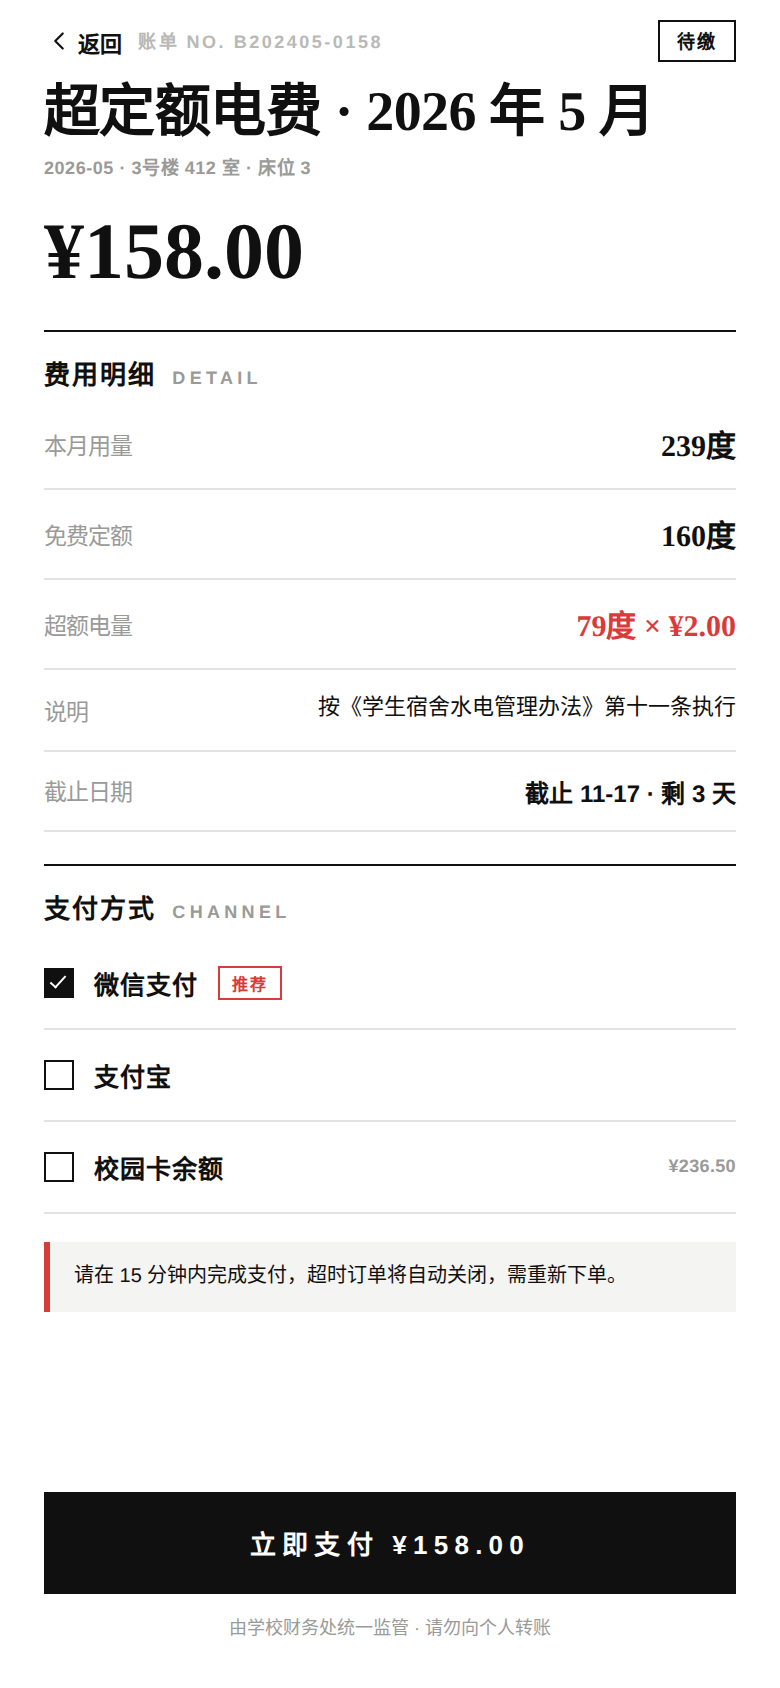 返回 账单 NO. B202405-0158 待缴
超定额电费 · 2026 年 5 月
2026-05 · 3号楼 412 室 · 床位 3
¥158.00
费用明细 DETAIL
本月用量 239度
免费定额 160度
超额电量 79度 × ¥2.00
说明 按《学生宿舍水电管理办法》第十一条执行
截止日期 截止 11-17 · 剩 3 天
支付方式 CHANNEL
微信支付 推荐
支付宝
校园卡余额 ¥236.50
请在 15 分钟内完成支付，超时订单将自动关闭，需重新下单。
立即支付 ¥158.00
由学校财务处统一监管 · 请勿向个人转账